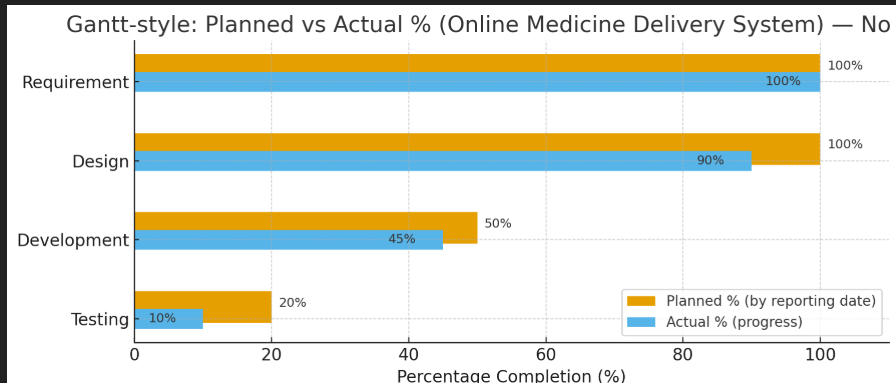 Gantt-style: Planned vs Actual % (Online Medicine Delivery System) — No
Requirement
100%
100%
Design
100%
90%
Development
50%
45%
Testing
20%
10%
Planned % (by reporting date)
Actual % (progress)
0 20 40 60 80 100
Percentage Completion (%)